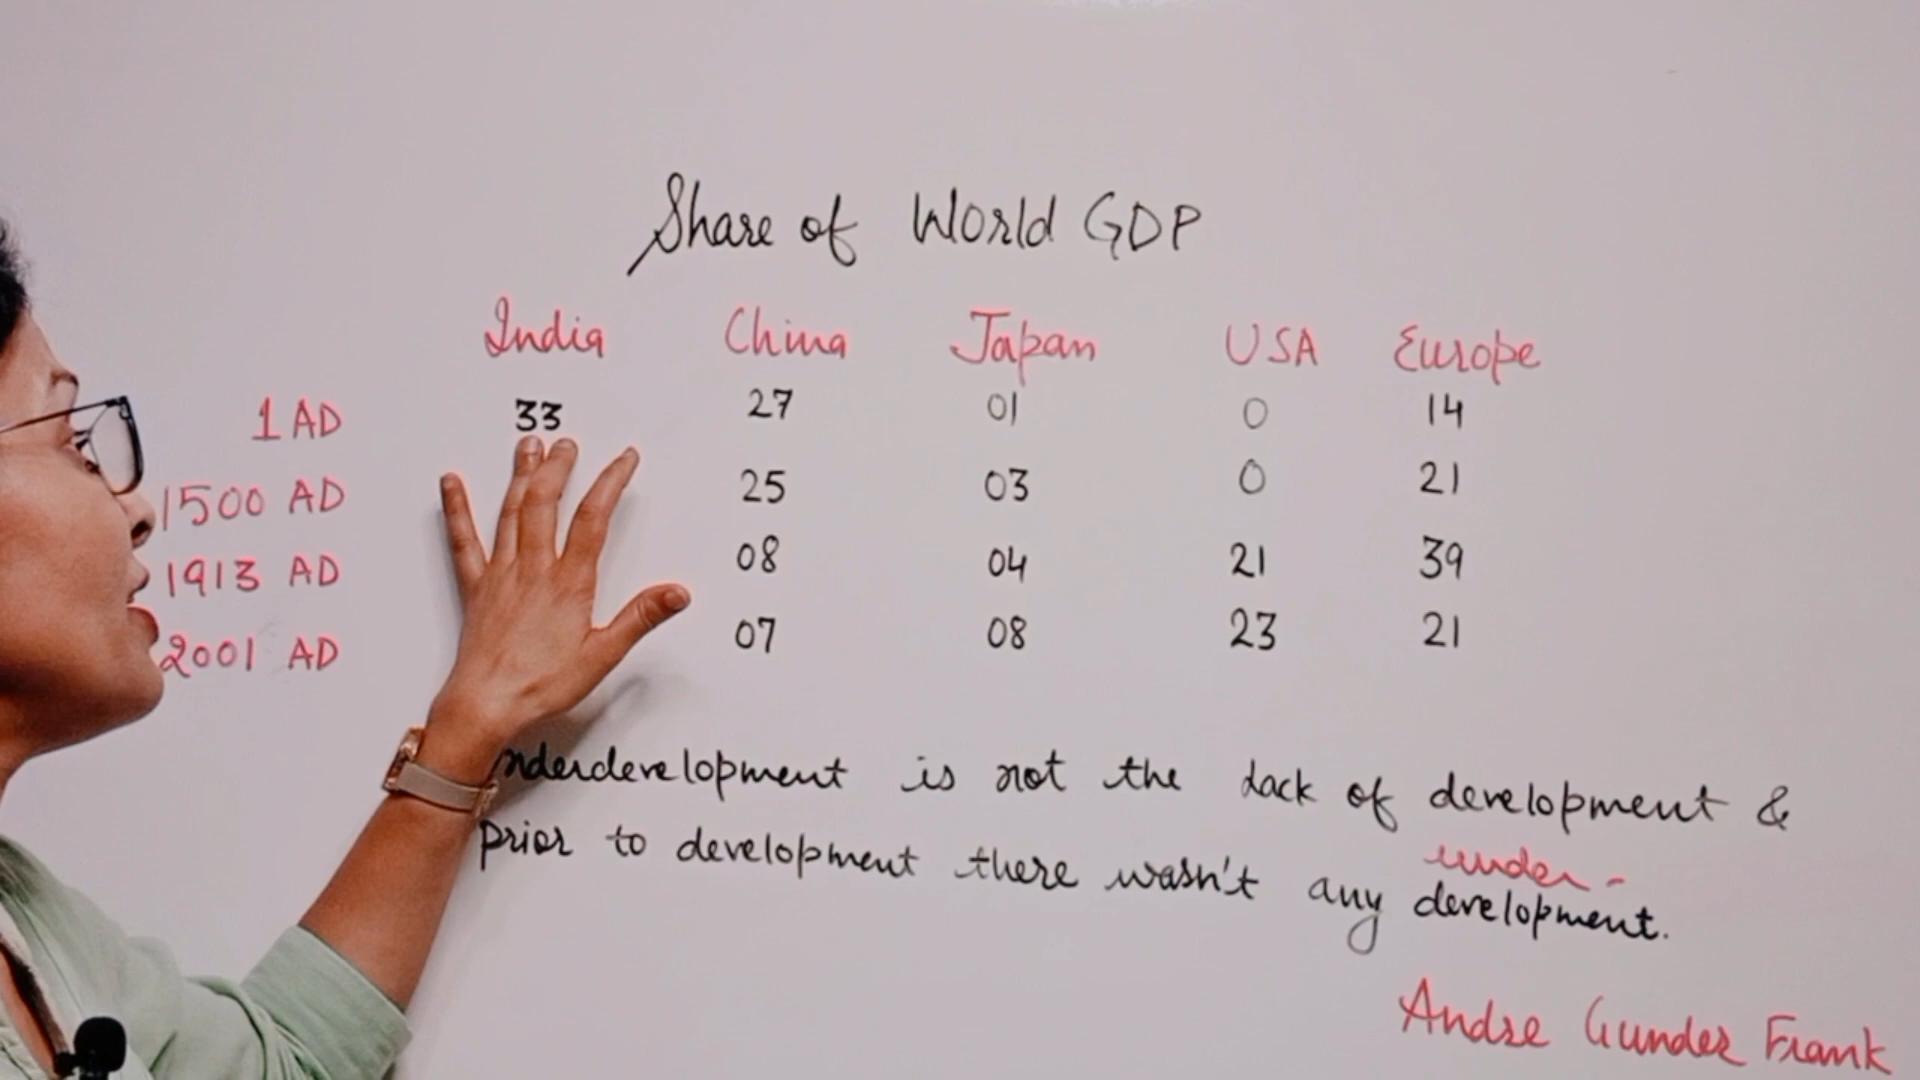 Share of World GDP
India China Japan USA Europe
1 AD 33 27 01 0 14
1500 AD 25 03 0 21
1913 AD 08 04 21 39
2001 AD 07 08 23 21
nderdevelopment is not the lack of development &
prior to development there wasn't any under-development.
Andre Gunder Frank